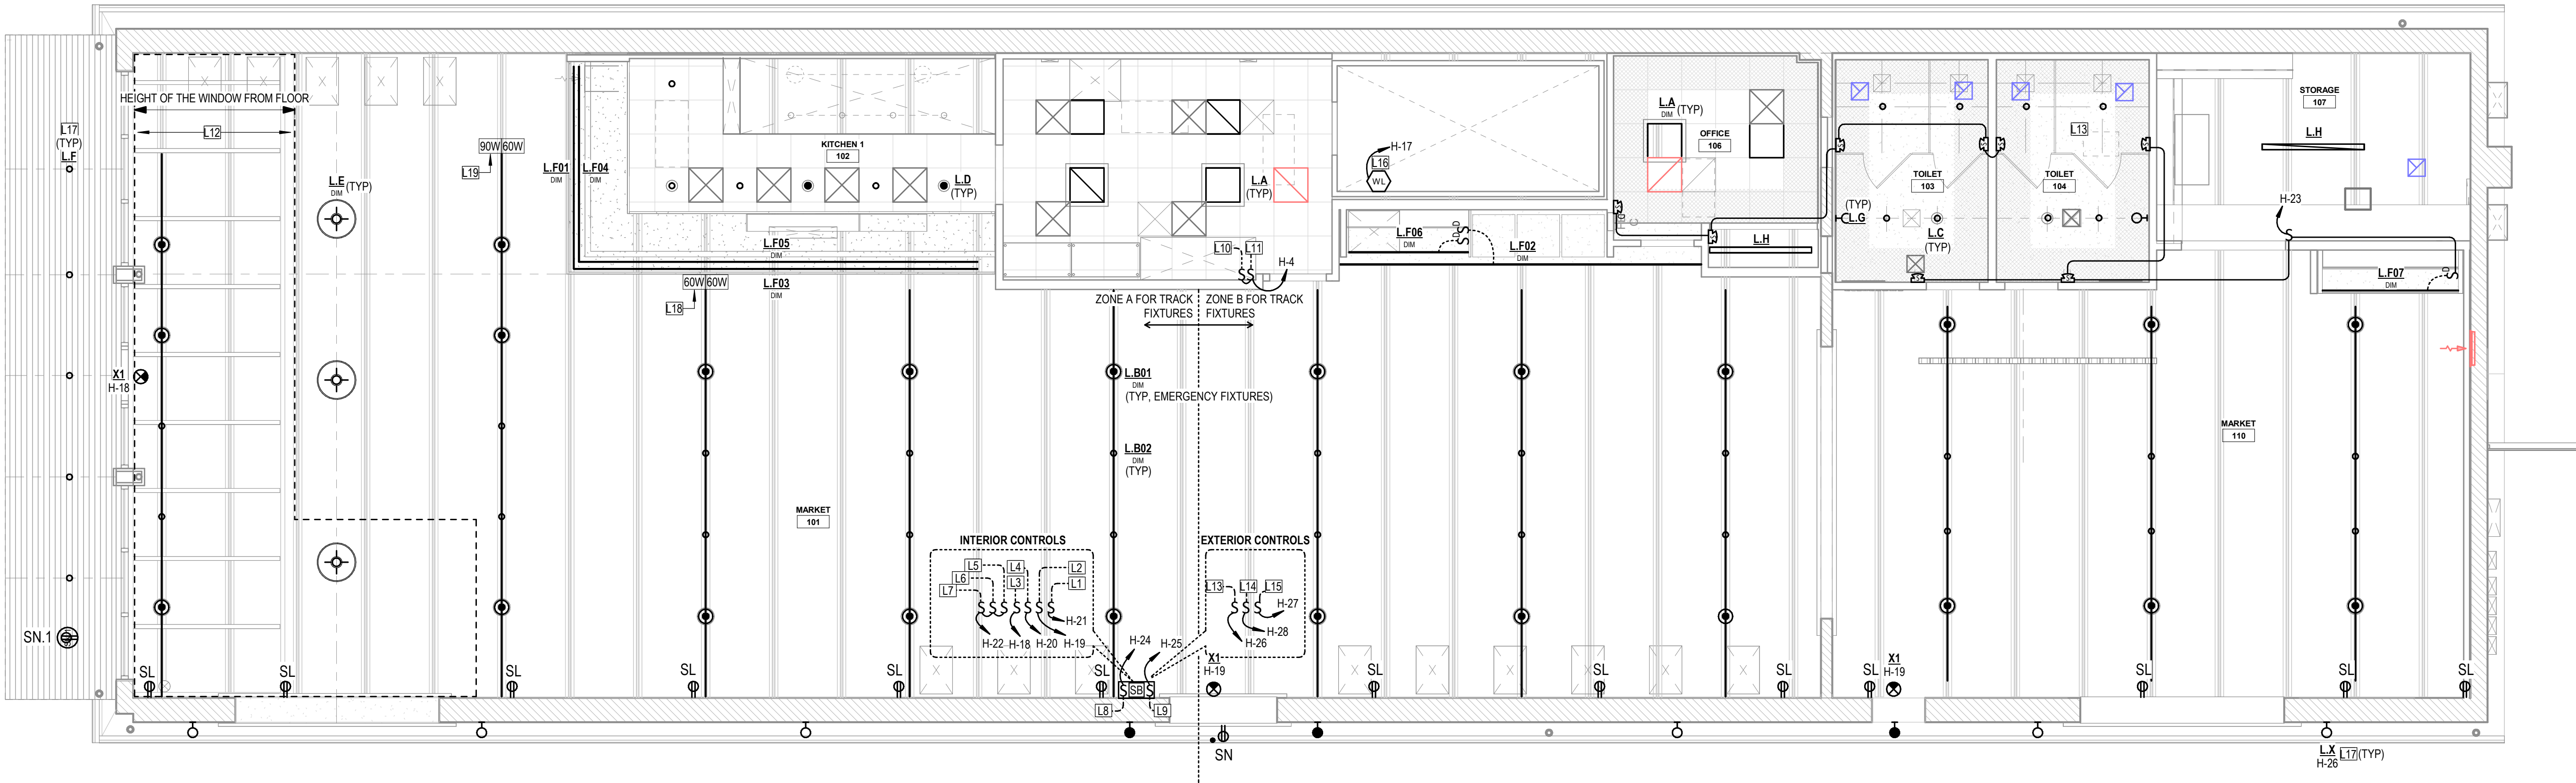 HEIGHT OF THE WINDOW FROM FLOOR
L12
L17
(TYP)
L.F
L.E (TYP)
DIM
90W 60W
L19
L.F01
DIM
L.F04
DIM
KITCHEN 1
102
L.D
(TYP)
L.F05
DIM
L.F03
DIM
60W 60W
L18
L.A
(TYP)
L10
L11
H-4
H-17
L16
WL
L.A (TYP)
DIM
OFFICE
106
L.F06
DIM
D
D
L.F02
DIM
L.H
TOILET
103
TOILET
104
L13
(TYP)
L.G
L.C
(TYP)
STORAGE
107
L.H
H-23
L.F07
DIM
D
ZONE A FOR TRACK
FIXTURES
ZONE B FOR TRACK
FIXTURES
X1
H-18
L.B01
DIM
(TYP, EMERGENCY FIXTURES)
L.B02
DIM
(TYP)
MARKET
101
MARKET
110
INTERIOR CONTROLS
L5
L6
L7
L4
L3
L2
L1
H-21
H-22
H-18
H-20
H-19
EXTERIOR CONTROLS
L13
L14
L15
H-27
H-28
H-26
H-24
H-25
X1
H-19
X1
H-19
SN.1
SL
SL
SL
SL
SL
SL
SL
SL
SL
SL
SL
SL
SL
SB
L8
L9
SN
L.X L17 (TYP)
H-26